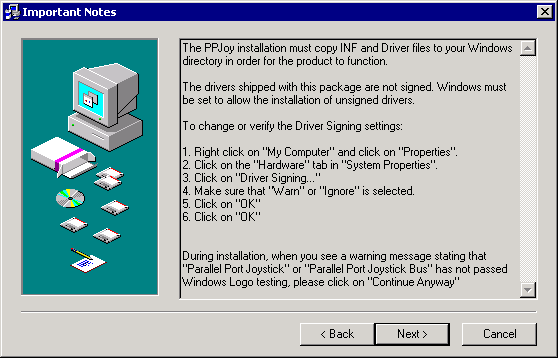 Important Notes
The PPJoy installation must copy INF and Driver files to your Windows
directory in order for the product to function.
The drivers shipped with this package are not signed. Windows must
be set to allow the installation of unsigned drivers.
To change or verify the Driver Signing settings:
1. Right click on "My Computer" and click on "Properties".
2. Click on the "Hardware" tab in "System Properties".
3. Click on "Driver Signing..."
4. Make sure that "Warn" or "Ignore" is selected.
5. Click on "OK"
6. Click on "OK"
During installation, when you see a warning message stating that
"Parallel Port Joystick" or "Parallel Port Joystick Bus" has not passed
Windows Logo testing, please click on "Continue Anyway"
< Back
Next >
Cancel